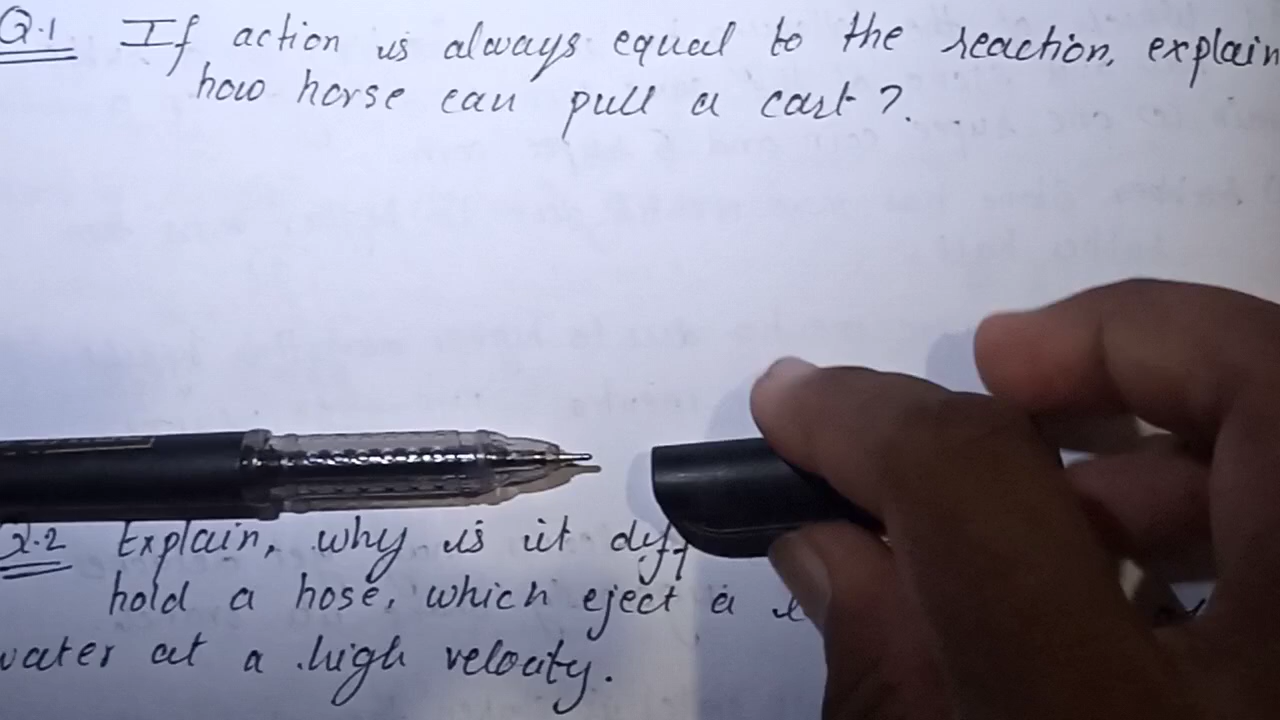 Q.1 If action is always equal to the reaction, explain
how horse can pull a cart?.
Q.2 Explain, why is it
hold a hose, which eject a
water at a high velocity.